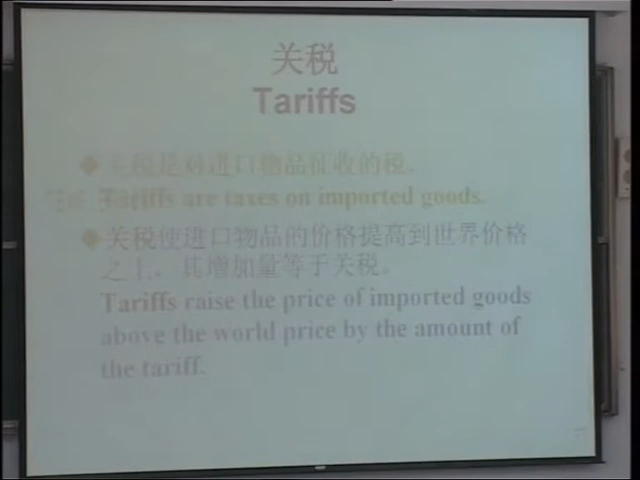 关税
Tariffs
关税是对进口物品征收的税。
Tariffs are taxes on imported goods.
关税使进口物品的价格提高到世界价格
之上，其增加量等于关税。
Tariffs raise the price of imported goods
above the world price by the amount of
the tariff.